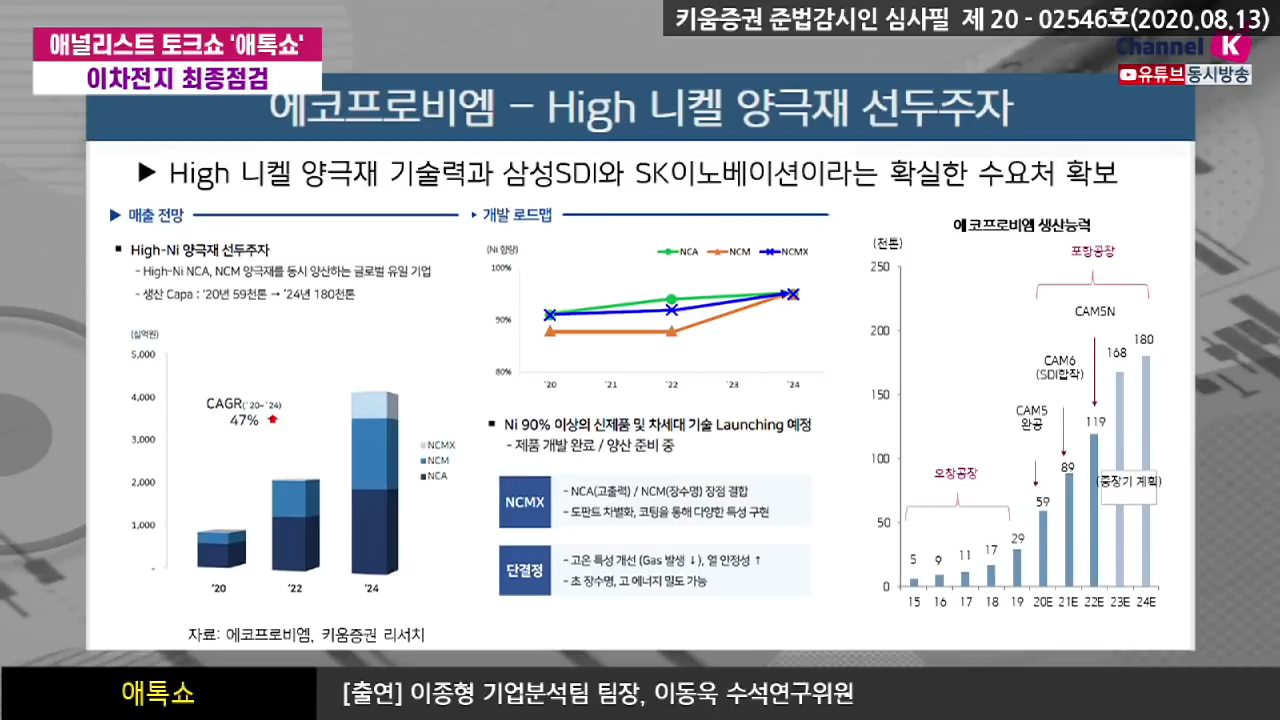 키움증권 준법감시인 심사필 제 20 - 02546호(2020.08.13)
애널리스트 토크쇼 '애톡쇼'
이차전지 최종점검
Channel K
유튜브동시방송
에코프로비엠 - High 니켈 양극재 선두주자
▶ High 니켈 양극재 기술력과 삼성SDI와 SK이노베이션이라는 확실한 수요처 확보
▶ 매출 전망
■ High-Ni 양극재 선두주자
- High-Ni NCA, NCM 양극재를 동시 양산하는 글로벌 유일 기업
- 생산 Capa : '20년 59천톤 → '24년 180천톤
(십억원)
5,000
4,000
3,000
2,000
1,000
-
CAGR('20~'24)
47%
NCMX
NCM
NCA
'20 '22 '24
자료: 에코프로비엠, 키움증권 리서치
▶ 개발 로드맵
(Ni 함량)
NCA NCM NCMX
100%
90%
80%
'20 '21 '22 '23 '24
■ Ni 90% 이상의 신제품 및 차세대 기술 Launching 예정
- 제품 개발 완료 / 양산 준비 중
NCMX
- NCA(고출력) / NCM(장수명) 장점 결합
- 도판드 차별화, 코팅을 통해 다양한 특성 구현
단결정
- 고온 특성 개선 (Gas 발생 ↓), 열 안정성 ↑
- 초 장수명, 고 에너지 밀도 가능
에코프로비엠 생산능력
(천톤)
포항공장
250
200
150
100
50
0
CAM5N
CAM6
(SDI합작)
CAM5
완공
오창공장
(중장기 계획)
5 9 11 17 29 59 89 119 168 180
15 16 17 18 19 20E 21E 22E 23E 24E
애톡쇼
[출연] 이종형 기업분석팀 팀장, 이동욱 수석연구위원